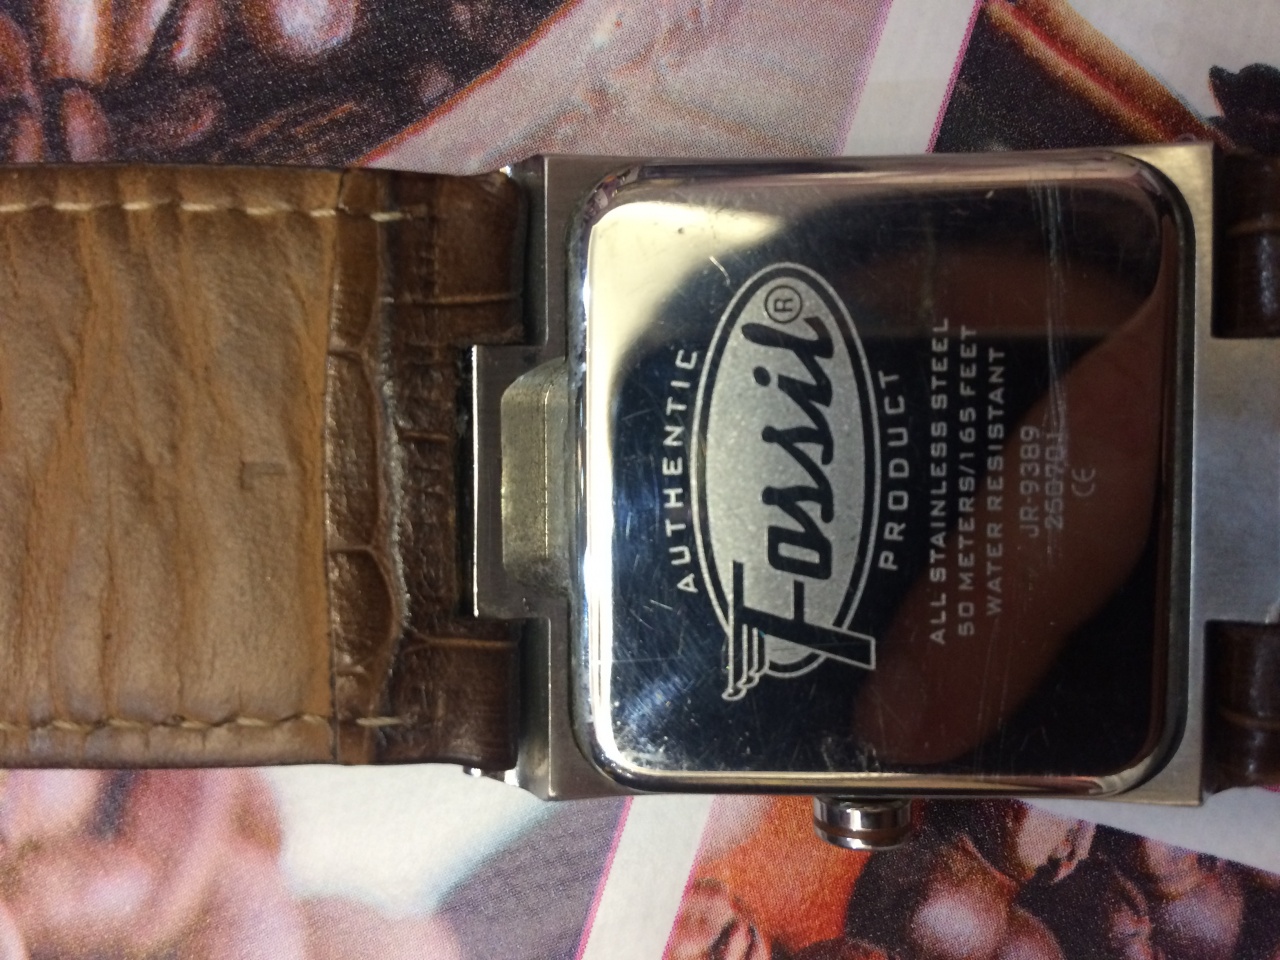 AUTHENTIC
Fossil®
PRODUCT
ALL STAINLESS STEEL
50 METERS/165 FEET
WATER RESISTANT
JR-9389
250701
CE